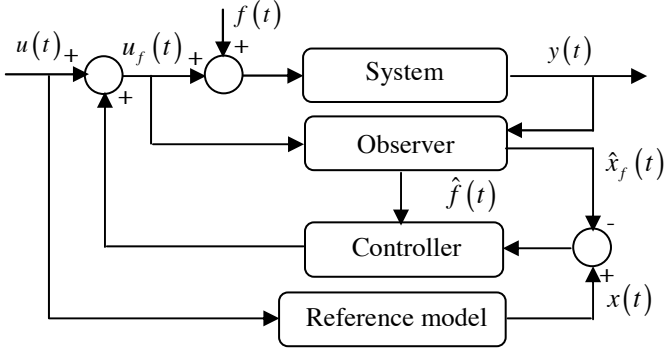 f(t)
u(t) + u_f(t) + + y(t)
System
+
Observer
x̂_f(t)
f̂(t)
-
Controller
+
x(t)
Reference model